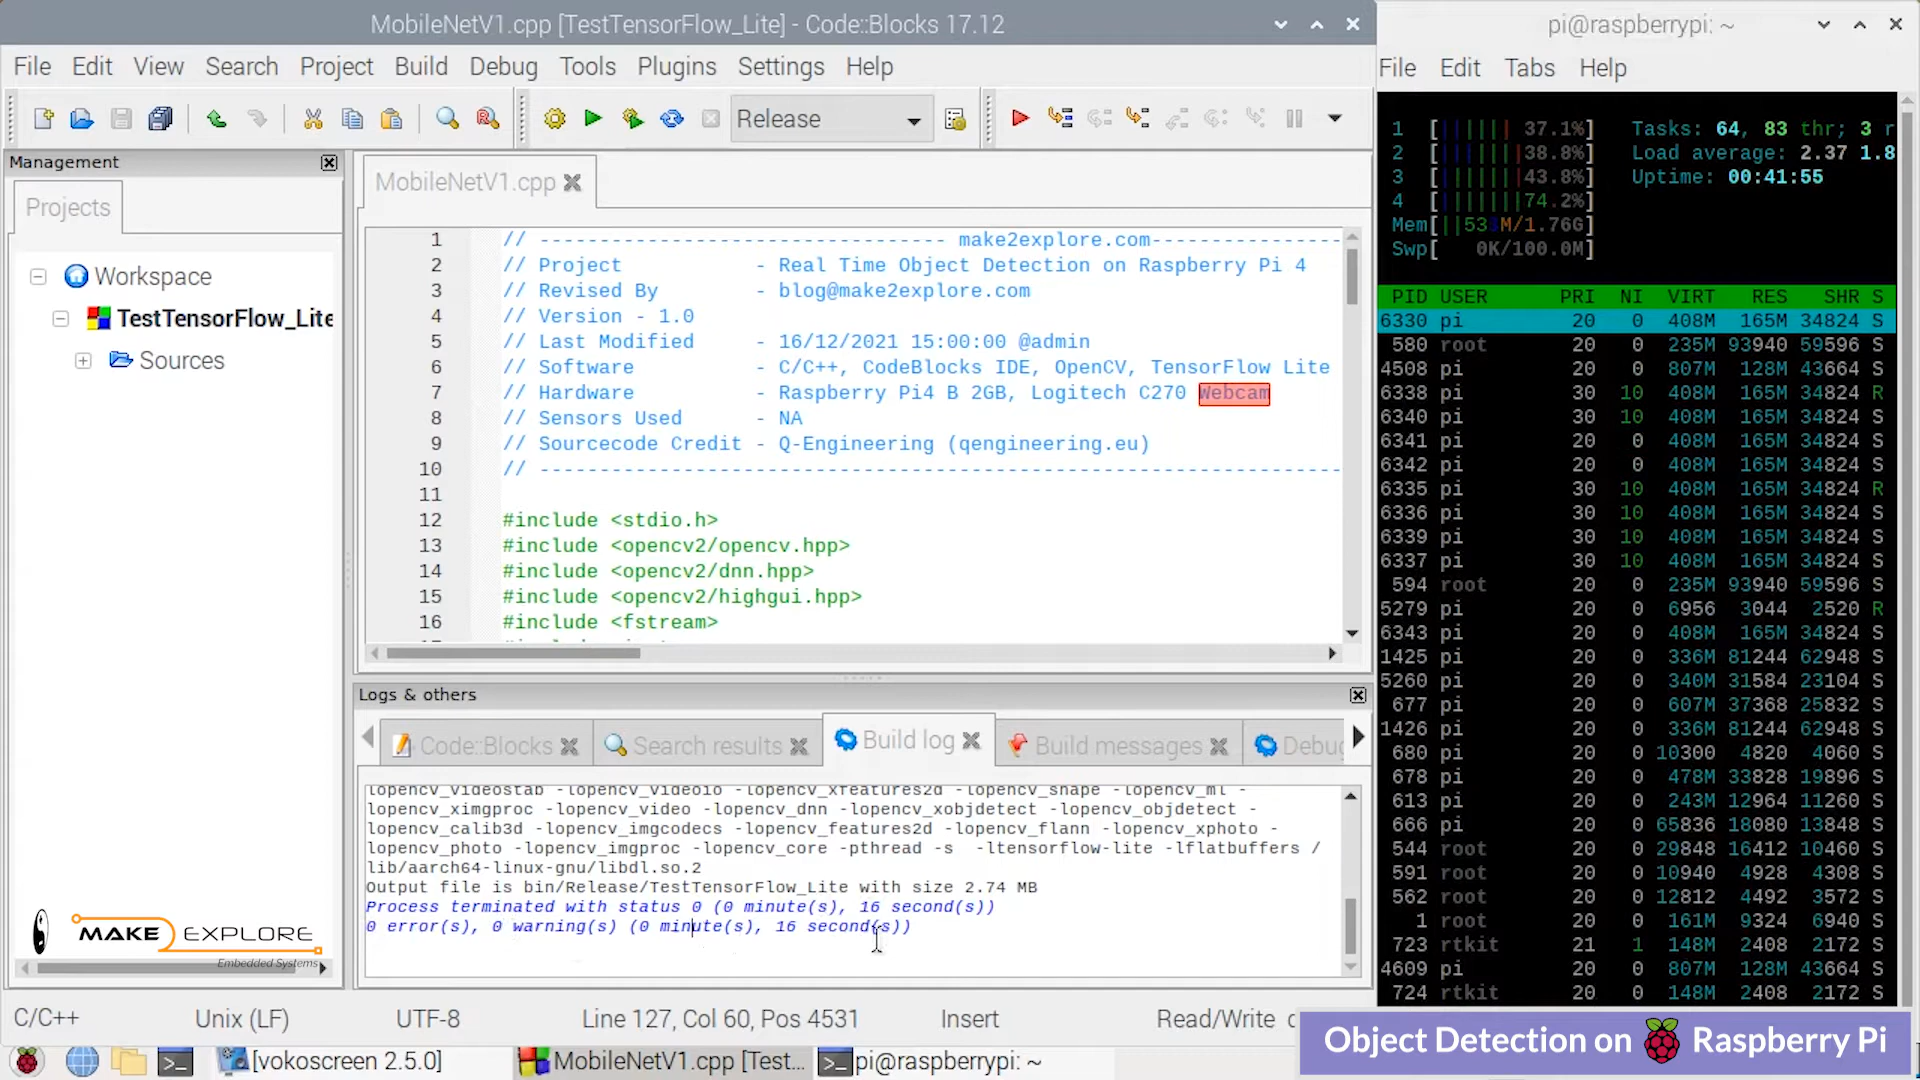 MobileNetV1.cpp [TestTensorFlow_Lite] - Code::Blocks 17.12
File Edit View Search Project Build Debug Tools Plugins Settings Help
Release
Management
Projects
Workspace
TestTensorFlow_Lite
Sources
MAKE EXPLORE
Embedded Systems
MobileNetV1.cpp
1 // ---------------------------------- make2explore.com----------------
2 // Project - Real Time Object Detection on Raspberry Pi 4
3 // Revised By - blog@make2explore.com
4 // Version - 1.0
5 // Last Modified - 16/12/2021 15:00:00 @admin
6 // Software - C/C++, CodeBlocks IDE, OpenCV, TensorFlow Lite
7 // Hardware - Raspberry Pi4 B 2GB, Logitech C270 Webcam
8 // Sensors Used - NA
9 // Sourcecode Credit - Q-Engineering (qengineering.eu)
10 // -------------------------------------------------------------------
11
12 #include <stdio.h>
13 #include <opencv2/opencv.hpp>
14 #include <opencv2/dnn.hpp>
15 #include <opencv2/highgui.hpp>
16 #include <fstream>
Logs & others
Code::Blocks Search results Build log Build messages Debug
lopencv_videostab -lopencv_videoio -lopencv_xfeatures2d -lopencv_shape -lopencv_ml -
lopencv_ximgproc -lopencv_video -lopencv_dnn -lopencv_xobjdetect -lopencv_objdetect -
lopencv_calib3d -lopencv_imgcodecs -lopencv_features2d -lopencv_flann -lopencv_xphoto -
lopencv_photo -lopencv_imgproc -lopencv_core -pthread -s -ltensorflow-lite -lflatbuffers /
lib/aarch64-linux-gnu/libdl.so.2
Output file is bin/Release/TestTensorFlow_Lite with size 2.74 MB
Process terminated with status 0 (0 minute(s), 16 second(s))
0 error(s), 0 warning(s) (0 minute(s), 16 second(s))
C/C++ Unix (LF) UTF-8 Line 127, Col 60, Pos 4531 Insert Read/Write
[vokoscreen 2.5.0] MobileNetV1.cpp [Test... pi@raspberrypi: ~
pi@raspberrypi: ~
File Edit Tabs Help
1 [|||||| 37.1%] Tasks: 64, 83 thr; 3 r
2 [||||||| 38.8%] Load average: 2.37 1.8
3 [||||||| 43.8%] Uptime: 00:41:55
4 [|||||||74.2%]
Mem[||533M/1.76G]
Swp[ 0K/100.0M]
PID USER PRI NI VIRT RES SHR S
6330 pi 20 0 408M 165M 34824 S
580 root 20 0 235M 93940 59596 S
4508 pi 20 0 807M 128M 43664 S
6338 pi 30 10 408M 165M 34824 R
6340 pi 30 10 408M 165M 34824 S
6341 pi 20 0 408M 165M 34824 S
6342 pi 20 0 408M 165M 34824 S
6335 pi 30 10 408M 165M 34824 R
6336 pi 30 10 408M 165M 34824 S
6339 pi 30 10 408M 165M 34824 S
6337 pi 30 10 408M 165M 34824 S
594 root 20 0 235M 93940 59596 S
5279 pi 20 0 6956 3044 2520 R
6343 pi 20 0 408M 165M 34824 S
1425 pi 20 0 336M 81244 62948 S
5260 pi 20 0 340M 31584 23104 S
677 pi 20 0 607M 37368 25832 S
1426 pi 20 0 336M 81244 62948 S
680 pi 20 0 10300 4820 4060 S
678 pi 20 0 478M 33828 19896 S
613 pi 20 0 243M 12964 11260 S
666 pi 20 0 65836 18080 13848 S
544 root 20 0 29848 16412 10460 S
591 root 20 0 10940 4928 4308 S
562 root 20 0 12812 4492 3572 S
1 root 20 0 161M 9324 6940 S
723 rtkit 21 1 148M 2408 2172 S
4609 pi 20 0 807M 128M 43664 S
724 rtkit 20 0 148M 2408 2172 S
Object Detection on Raspberry Pi